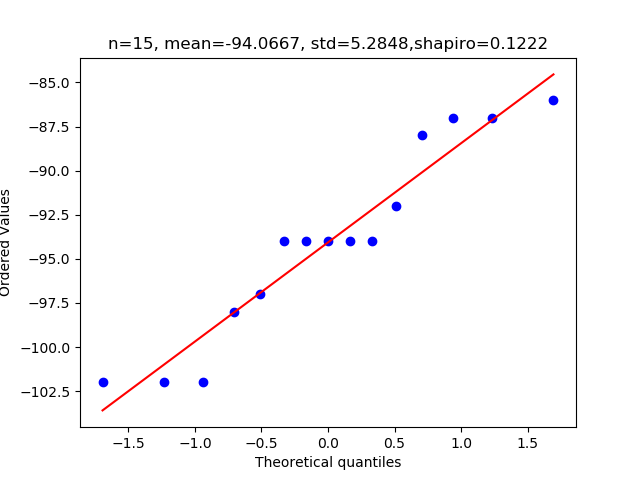 n=15, mean=-94.0667, std=5.2848,shapiro=0.1222
Ordered Values
−85.0
−87.5
−90.0
−92.5
−95.0
−97.5
−100.0
−102.5
−1.5 −1.0 −0.5 0.0 0.5 1.0 1.5
Theoretical quantiles